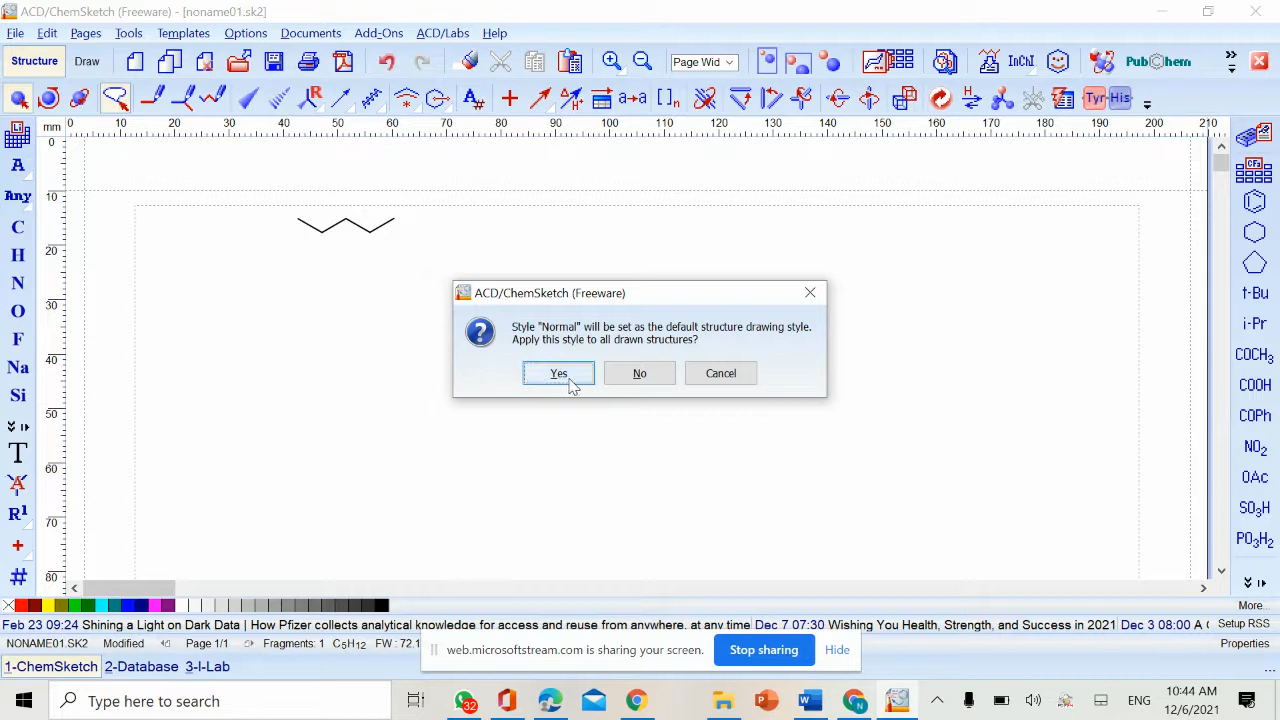 ACD/ChemSketch (Freeware) - [noname01.sk2]
File Edit Pages Tools Templates Options Documents Add-Ons ACD/Labs Help
Structure Draw Page Wid InChI PubChem
Tyr His
mm 0 10 20 30 40 50 60 70 80 90 100 110 120 130 140 150 160 170 180 190 200 210
0
10
20
30
40
50
60
70
80
Li
A
Any
C
H
N
O
F
Na
Si
T
A
R¹
+
#
CF₃
t-Bu
i-Pr
COCH₃
COOH
COPh
NO₂
OAc
SO₃H
PO₃H₂
ACD/ChemSketch (Freeware)
Style "Normal" will be set as the default structure drawing style.
Apply this style to all drawn structures?
Yes No Cancel
More...
Feb 23 09:24 Shining a Light on Dark Data | How Pfizer collects analytical knowledge for access and reuse from anywhere, at any time Dec 7 07:30 Wishing You Health, Strength, and Success in 2021 Dec 3 08:00 A Setup RSS
NONAME01.SK2 Modified Page 1/1 Fragments: 1 C₅H₁₂ FW: 72.1 Properties
web.microsoftstream.com is sharing your screen. Stop sharing Hide
1-ChemSketch 2-Database 3-I-Lab
Type here to search 32 ENG 10:44 AM
12/6/2021